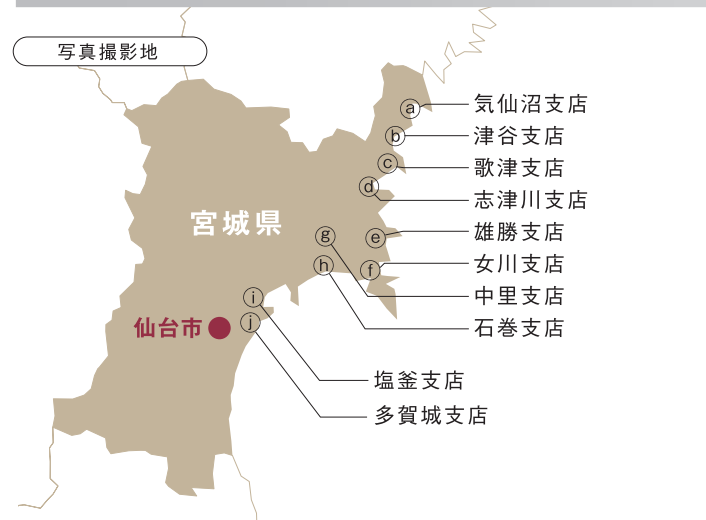 写真撮影地
a 気仙沼支店
b 津谷支店
c 歌津支店
d 志津川支店
e 雄勝支店
f 女川支店
g 中里支店
h 石巻支店
i 塩釜支店
j 多賀城支店
宮城県
仙台市